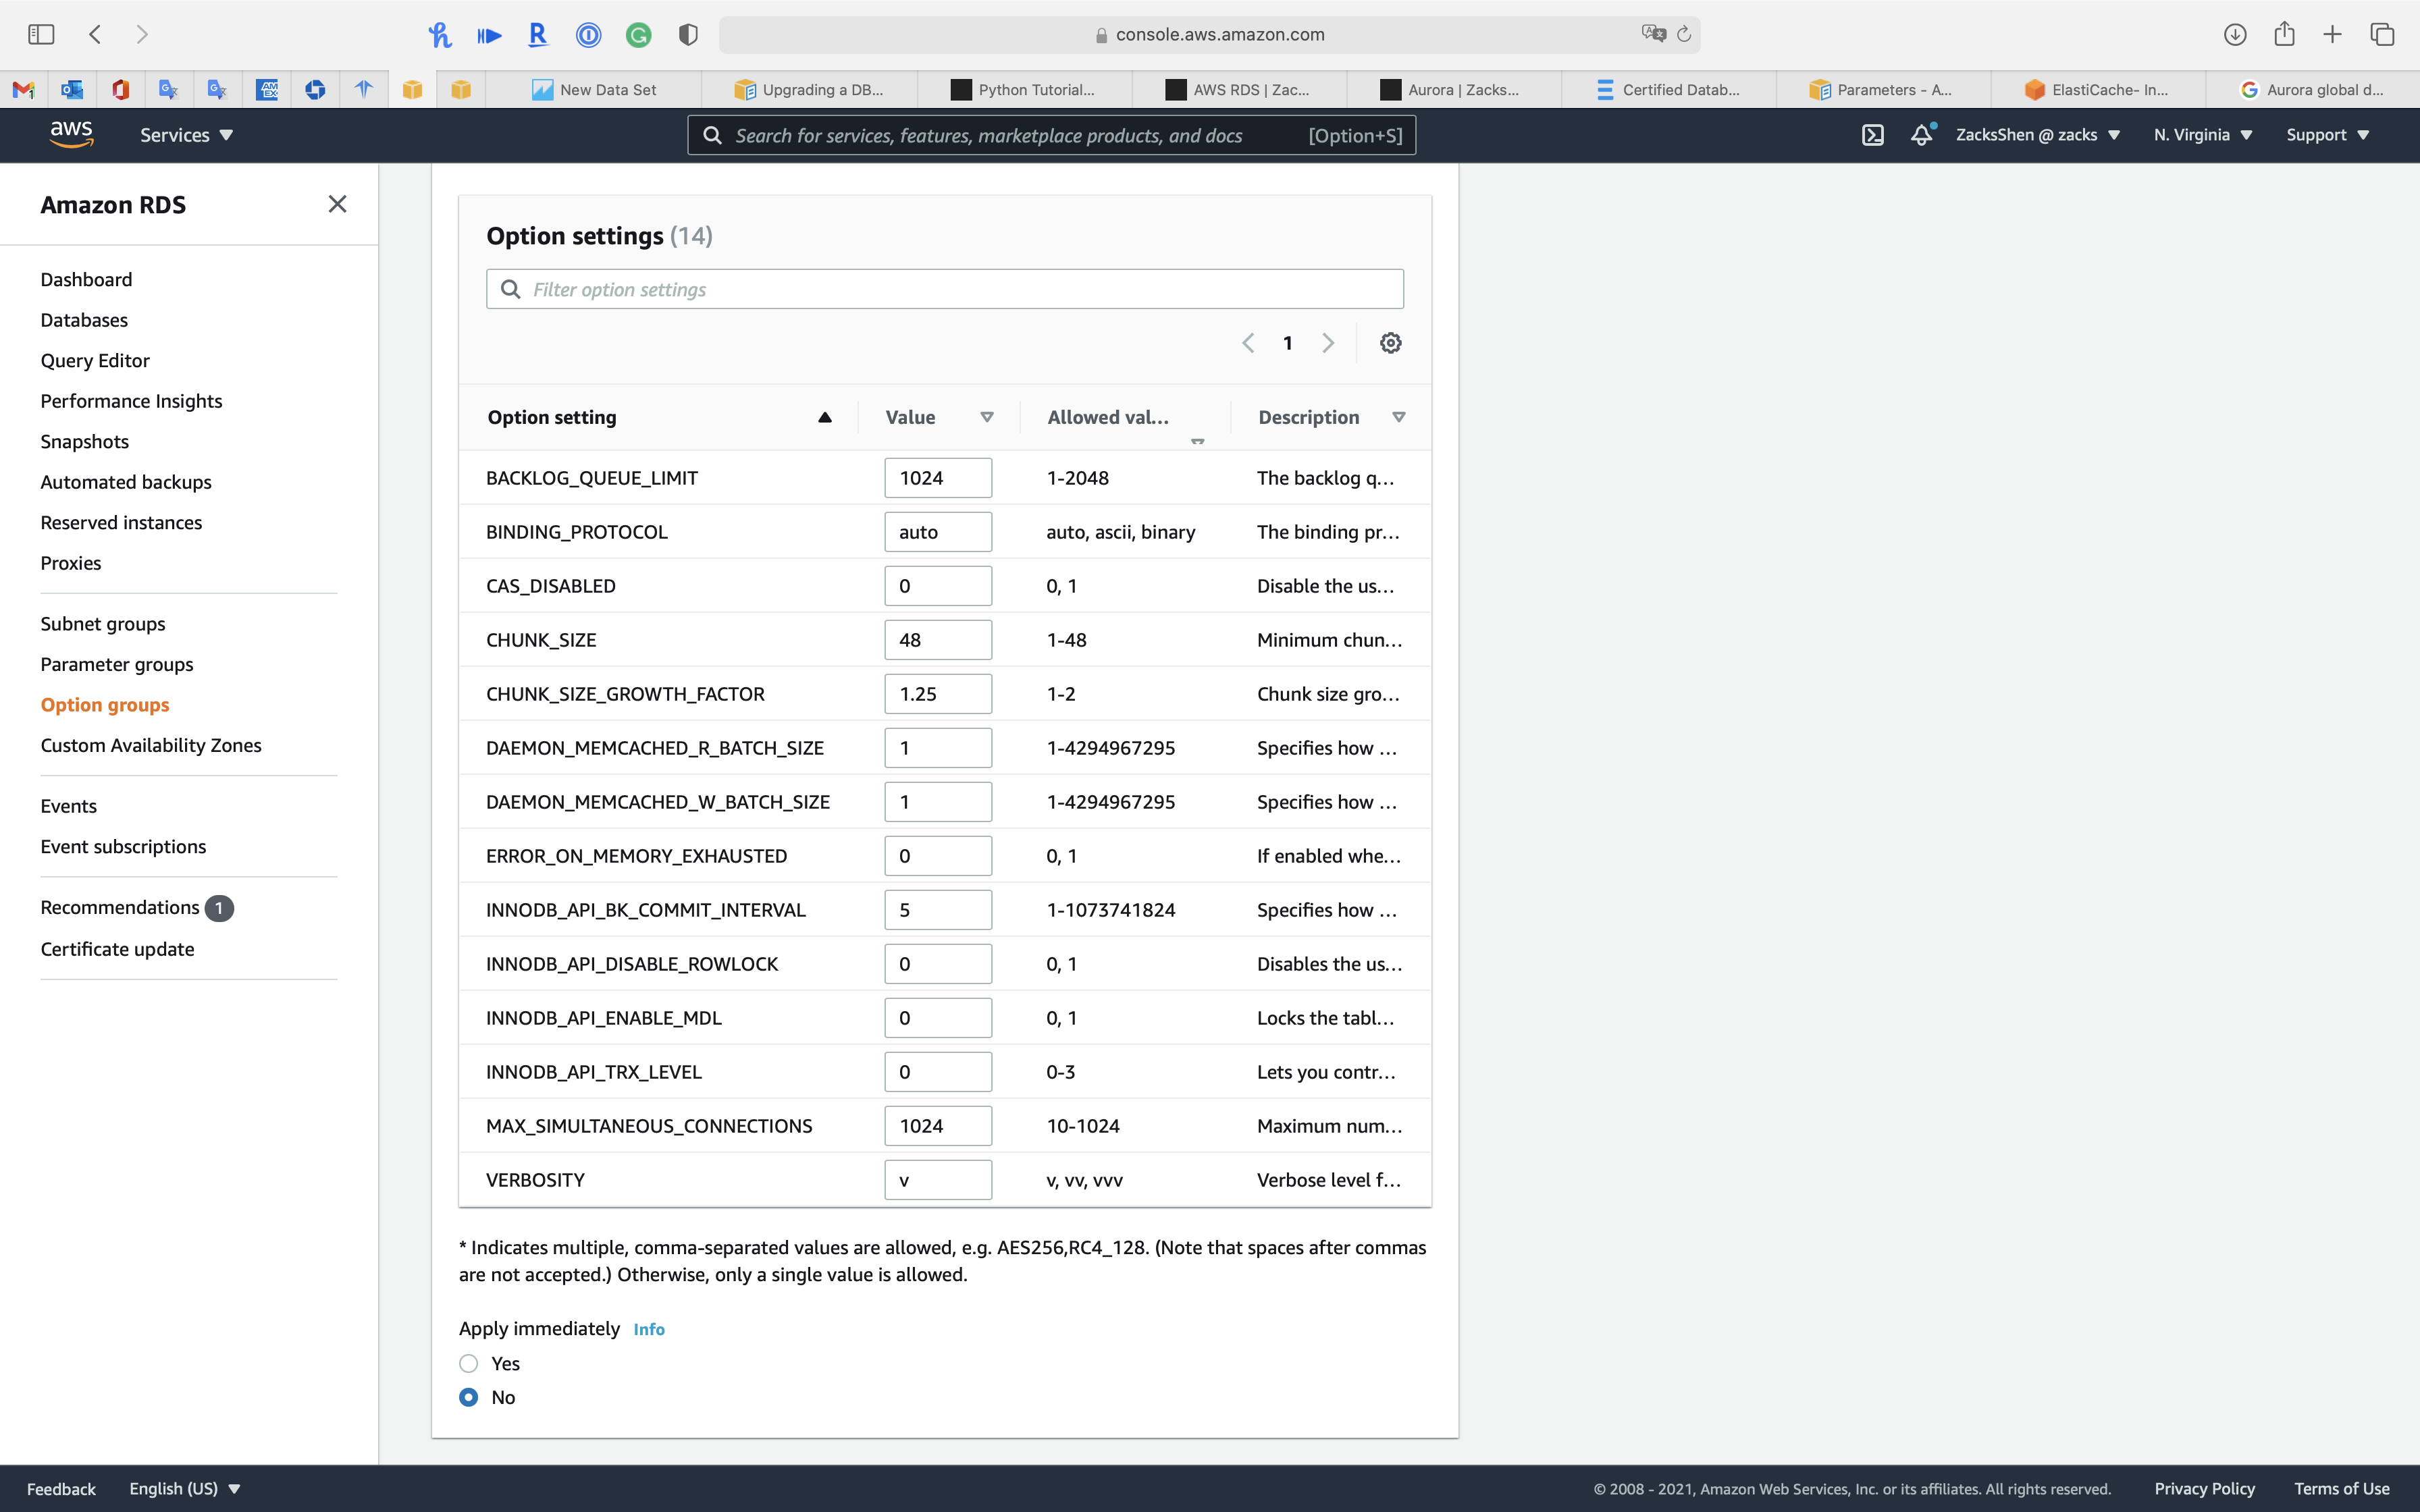 console.aws.amazon.com
New Data Set
Upgrading a DB...
Python Tutorial...
AWS RDS | Zac...
Aurora | Zacks...
Certified Datab...
Parameters - A...
ElastiCache- In...
Aurora global d...
aws
Services
Search for services, features, marketplace products, and docs [Option+S]
ZacksShen @ zacks
N. Virginia
Support
Amazon RDS
Dashboard
Databases
Query Editor
Performance Insights
Snapshots
Automated backups
Reserved instances
Proxies
Subnet groups
Parameter groups
Option groups
Custom Availability Zones
Events
Event subscriptions
Recommendations 1
Certificate update
Option settings (14)
Filter option settings
1
Option setting Value Allowed val... Description
BACKLOG_QUEUE_LIMIT 1024 1-2048 The backlog q...
BINDING_PROTOCOL auto auto, ascii, binary The binding pr...
CAS_DISABLED 0 0, 1 Disable the us...
CHUNK_SIZE 48 1-48 Minimum chun...
CHUNK_SIZE_GROWTH_FACTOR 1.25 1-2 Chunk size gro...
DAEMON_MEMCACHED_R_BATCH_SIZE 1 1-4294967295 Specifies how ...
DAEMON_MEMCACHED_W_BATCH_SIZE 1 1-4294967295 Specifies how ...
ERROR_ON_MEMORY_EXHAUSTED 0 0, 1 If enabled whe...
INNODB_API_BK_COMMIT_INTERVAL 5 1-1073741824 Specifies how ...
INNODB_API_DISABLE_ROWLOCK 0 0, 1 Disables the us...
INNODB_API_ENABLE_MDL 0 0, 1 Locks the tabl...
INNODB_API_TRX_LEVEL 0 0-3 Lets you contr...
MAX_SIMULTANEOUS_CONNECTIONS 1024 10-1024 Maximum num...
VERBOSITY v v, vv, vvv Verbose level f...
* Indicates multiple, comma-separated values are allowed, e.g. AES256,RC4_128. (Note that spaces after commas
are not accepted.) Otherwise, only a single value is allowed.
Apply immediately Info
Yes
No
Feedback
English (US)
© 2008 - 2021, Amazon Web Services, Inc. or its affiliates. All rights reserved.
Privacy Policy
Terms of Use